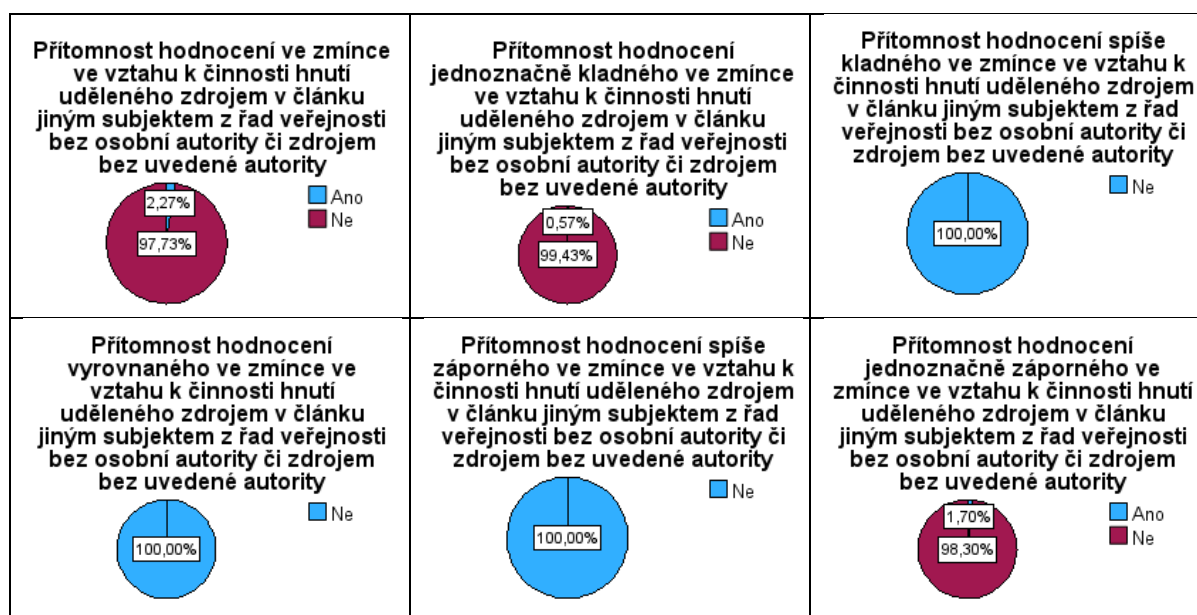 Přítomnost hodnocení ve zmínce
ve vztahu k činnosti hnutí
uděleného zdrojem v článku
jiným subjektem z řad veřejnosti
bez osobní autority či zdrojem
bez uvedené autority
2,27%
97,73%
Ano
Ne
Přítomnost hodnocení
jednoznačně kladného ve zmínce
ve vztahu k činnosti hnutí
uděleného zdrojem v článku
jiným subjektem z řad veřejnosti
bez osobní autority či zdrojem
bez uvedené autority
0,57%
99,43%
Ano
Ne
Přítomnost hodnocení spíše
kladného ve zmínce ve vztahu k
činnosti hnutí uděleného zdrojem
v článku jiným subjektem z řad
veřejnosti bez osobní autority či
zdrojem bez uvedené autority
100,00%
Ne
Přítomnost hodnocení
vyrovnaného ve zmínce ve
vztahu k činnosti hnutí
uděleného zdrojem v článku
jiným subjektem z řad veřejnosti
bez osobní autority či zdrojem
bez uvedené autority
100,00%
Ne
Přítomnost hodnocení spíše
záporného ve zmínce ve vztahu k
činnosti hnutí uděleného zdrojem
v článku jiným subjektem z řad
veřejnosti bez osobní autority či
zdrojem bez uvedené autority
100,00%
Ne
Přítomnost hodnocení
jednoznačně záporného ve
zmínce ve vztahu k činnosti hnutí
uděleného zdrojem v článku
jiným subjektem z řad veřejnosti
bez osobní autority či zdrojem
bez uvedené autority
1,70%
98,30%
Ano
Ne